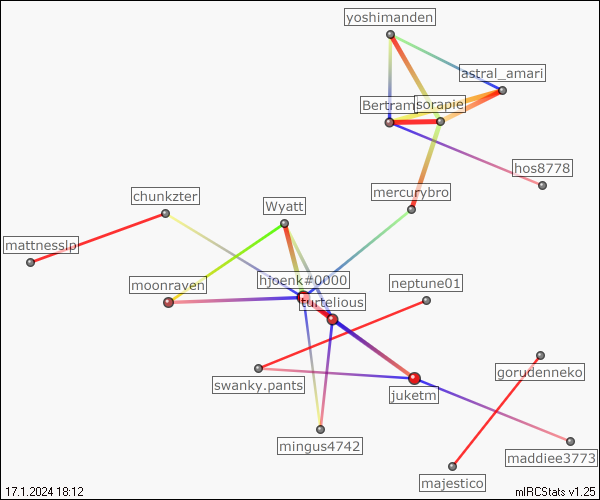 yoshimanden
astral_amari
Bertram
sorapie
hos8778
chunkzter
Wyatt
mercurybro
mattnesslp
moonraven
hjoenk#0000
neptune01
turtelious
gorudenneko
swanky.pants
juketm
mingus4742
maddiee3773
majestico
17.1.2024 18:12
mIRCStats v1.25